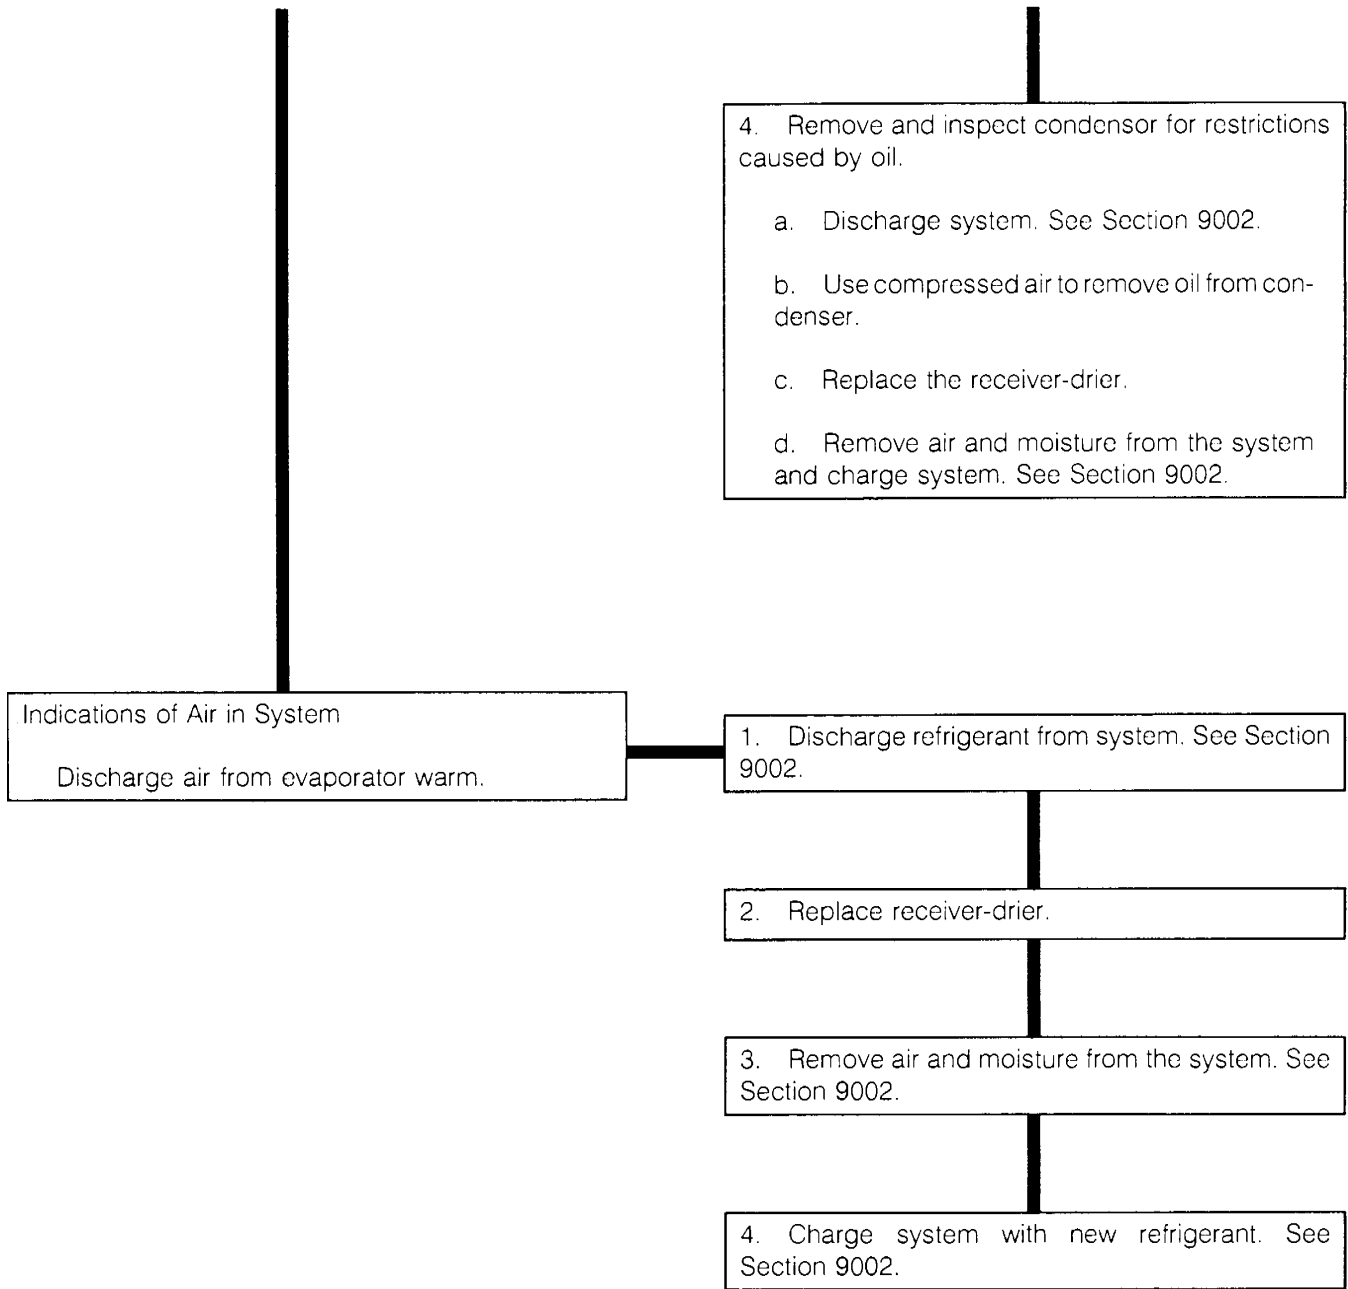 4. Remove and inspect condensor for restrictions
caused by oil.
a. Discharge system. See Section 9002.
b. Use compressed air to remove oil from con-
denser.
c. Replace the receiver-drier.
d. Remove air and moisture from the system
and charge system. See Section 9002.
Indications of Air in System
Discharge air from evaporator warm.
1. Discharge refrigerant from system. See Section
9002.
2. Replace receiver-drier.
3. Remove air and moisture from the system. See
Section 9002.
4. Charge system with new refrigerant. See
Section 9002.